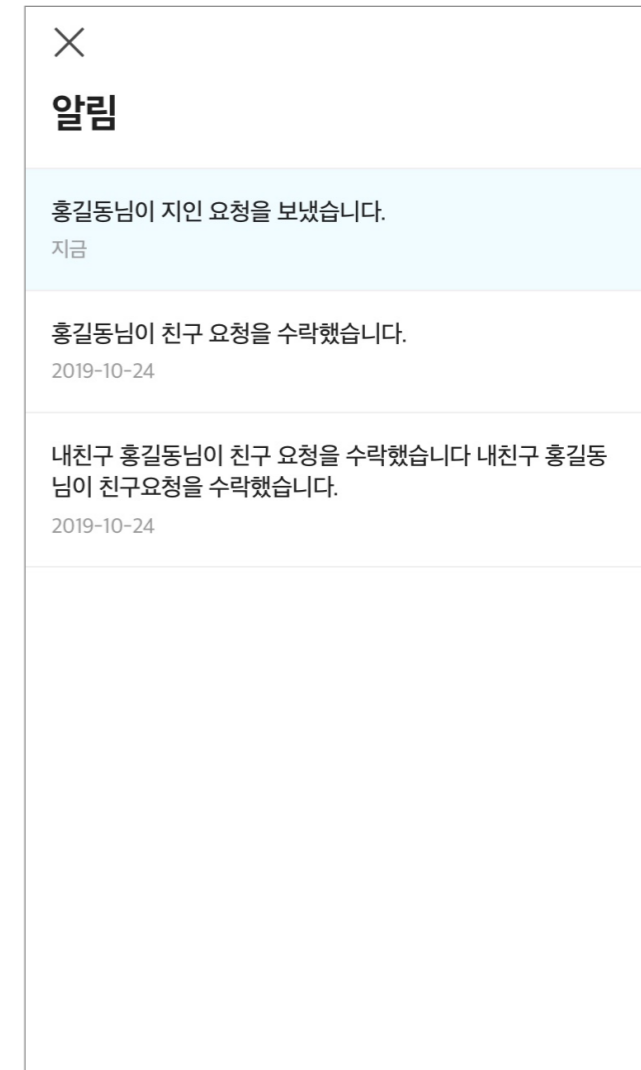 알림
홍길동님이 지인 요청을 보냈습니다.
지금
홍길동님이 친구 요청을 수락했습니다.
2019-10-24
내친구 홍길동님이 친구 요청을 수락했습니다 내친구 홍길동
님이 친구요청을 수락했습니다.
2019-10-24